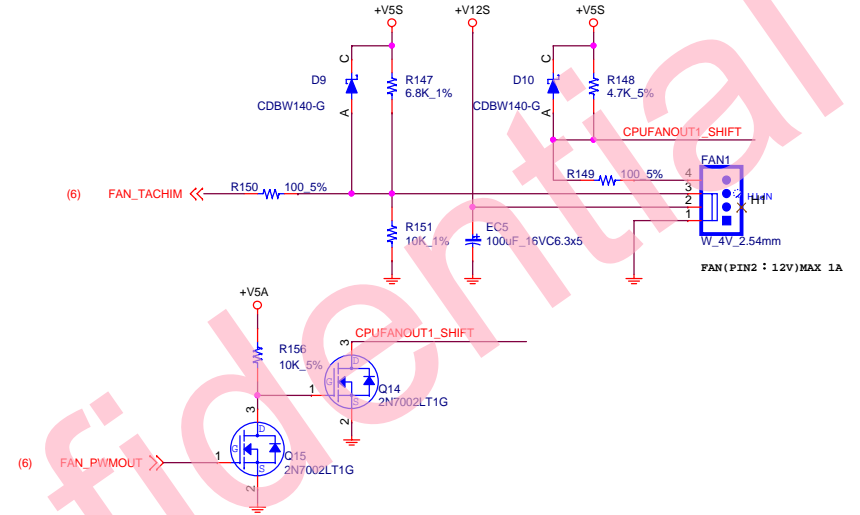 +V5S
+V12S
+V5S
C
D9
CDBW140-G
A
R147
6.8K_1%
C
D10
CDBW140-G
A
R148
4.7K_5%
CPUFANOUT1_SHIFT
FAN1
(6)
FAN_TACHIM
R150
100_5%
R149
100_5%
4
3
2
1
H1
R151
10K_1%
EC5
100uF_16VC6.3x5
W_4V_2.54mm
FAN(PIN2：12V)MAX 1A
+V5A
R156
10K_5%
CPUFANOUT1_SHIFT
3
D
G
S
1
2
Q14
2N7002LT1G
3
D
G
S
1
2
Q15
2N7002LT1G
(6)
FAN_PWMOUT
fidential